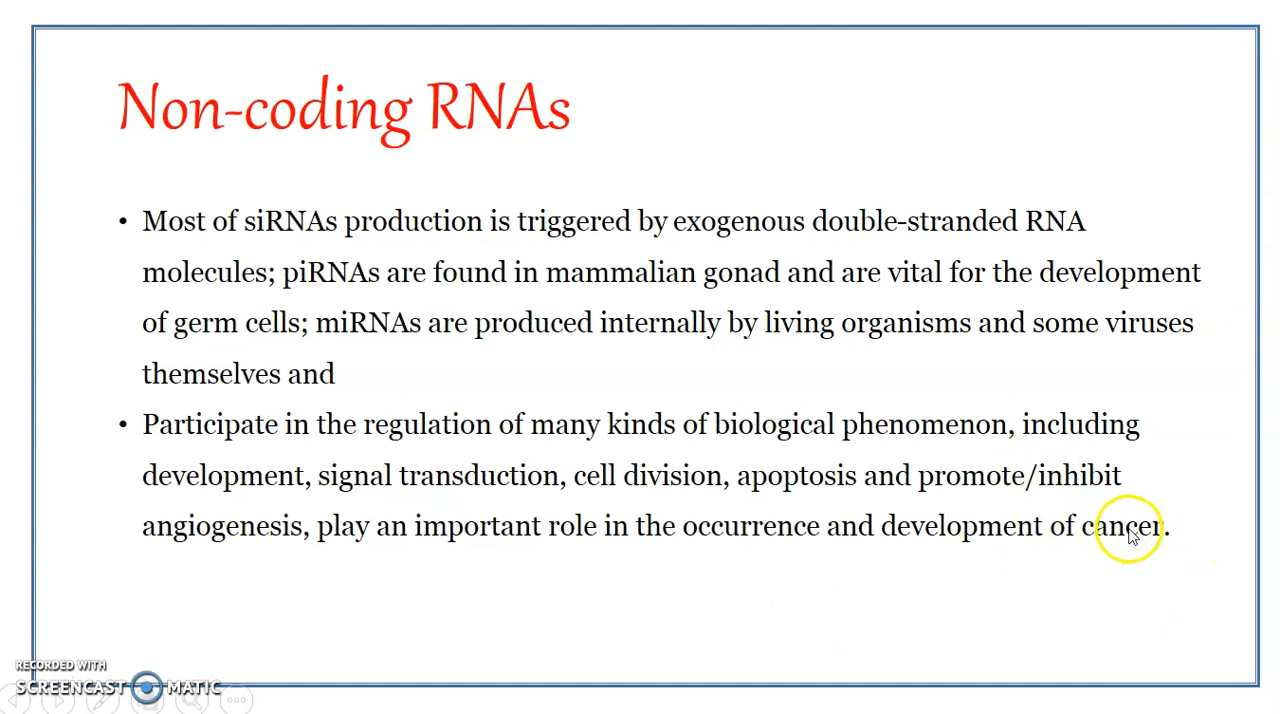 Non-coding RNAs
• Most of siRNAs production is triggered by exogenous double-stranded RNA
molecules; piRNAs are found in mammalian gonad and are vital for the development
of germ cells; miRNAs are produced internally by living organisms and some viruses
themselves and
• Participate in the regulation of many kinds of biological phenomenon, including
development, signal transduction, cell division, apoptosis and promote/inhibit
angiogenesis, play an important role in the occurrence and development of cancer.
RECORDED WITH
SCREENCAST MATIC